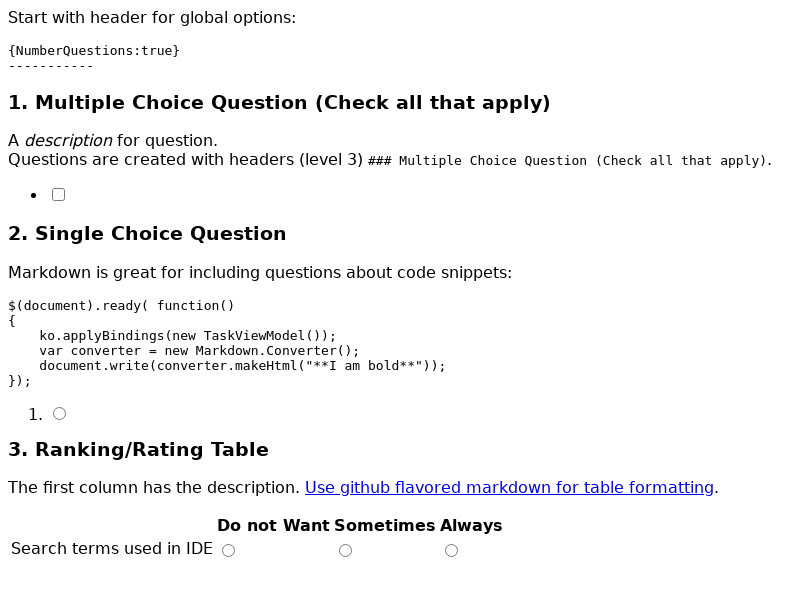 Start with header for global options:
{NumberQuestions:true}
-----------
1. Multiple Choice Question (Check all that apply)
A description for question.
Questions are created with headers (level 3) ### Multiple Choice Question (Check all that apply).
2. Single Choice Question
Markdown is great for including questions about code snippets:
$(document).ready( function()
{
    ko.applyBindings(new TaskViewModel());
    var converter = new Markdown.Converter();
    document.write(converter.makeHtml("**I am bold**"));
});
1.
3. Ranking/Rating Table
The first column has the description. Use github flavored markdown for table formatting.
Do not Want Sometimes Always
Search terms used in IDE